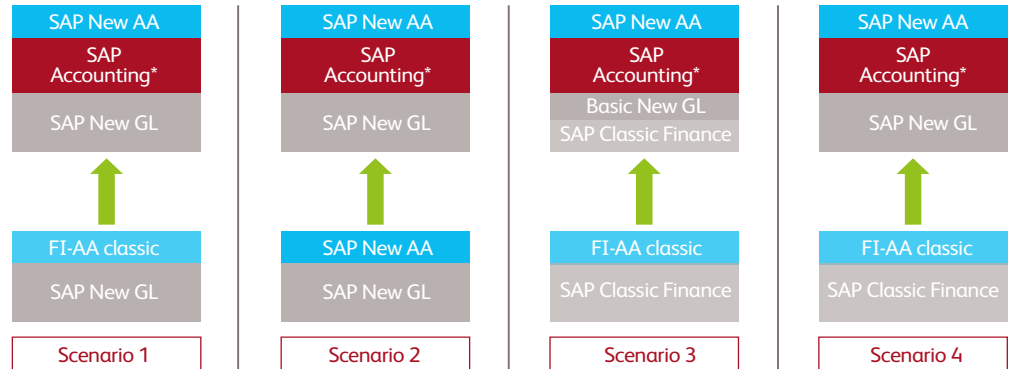 SAP New AA
SAP
Accounting*
SAP New GL
FI-AA classic
SAP New GL
Scenario 1
SAP New AA
SAP
Accounting*
SAP New GL
SAP New AA
SAP New GL
Scenario 2
SAP New AA
SAP
Accounting*
Basic New GL
SAP Classic Finance
FI-AA classic
SAP Classic Finance
Scenario 3
SAP New AA
SAP
Accounting*
SAP New GL
FI-AA classic
SAP Classic Finance
Scenario 4